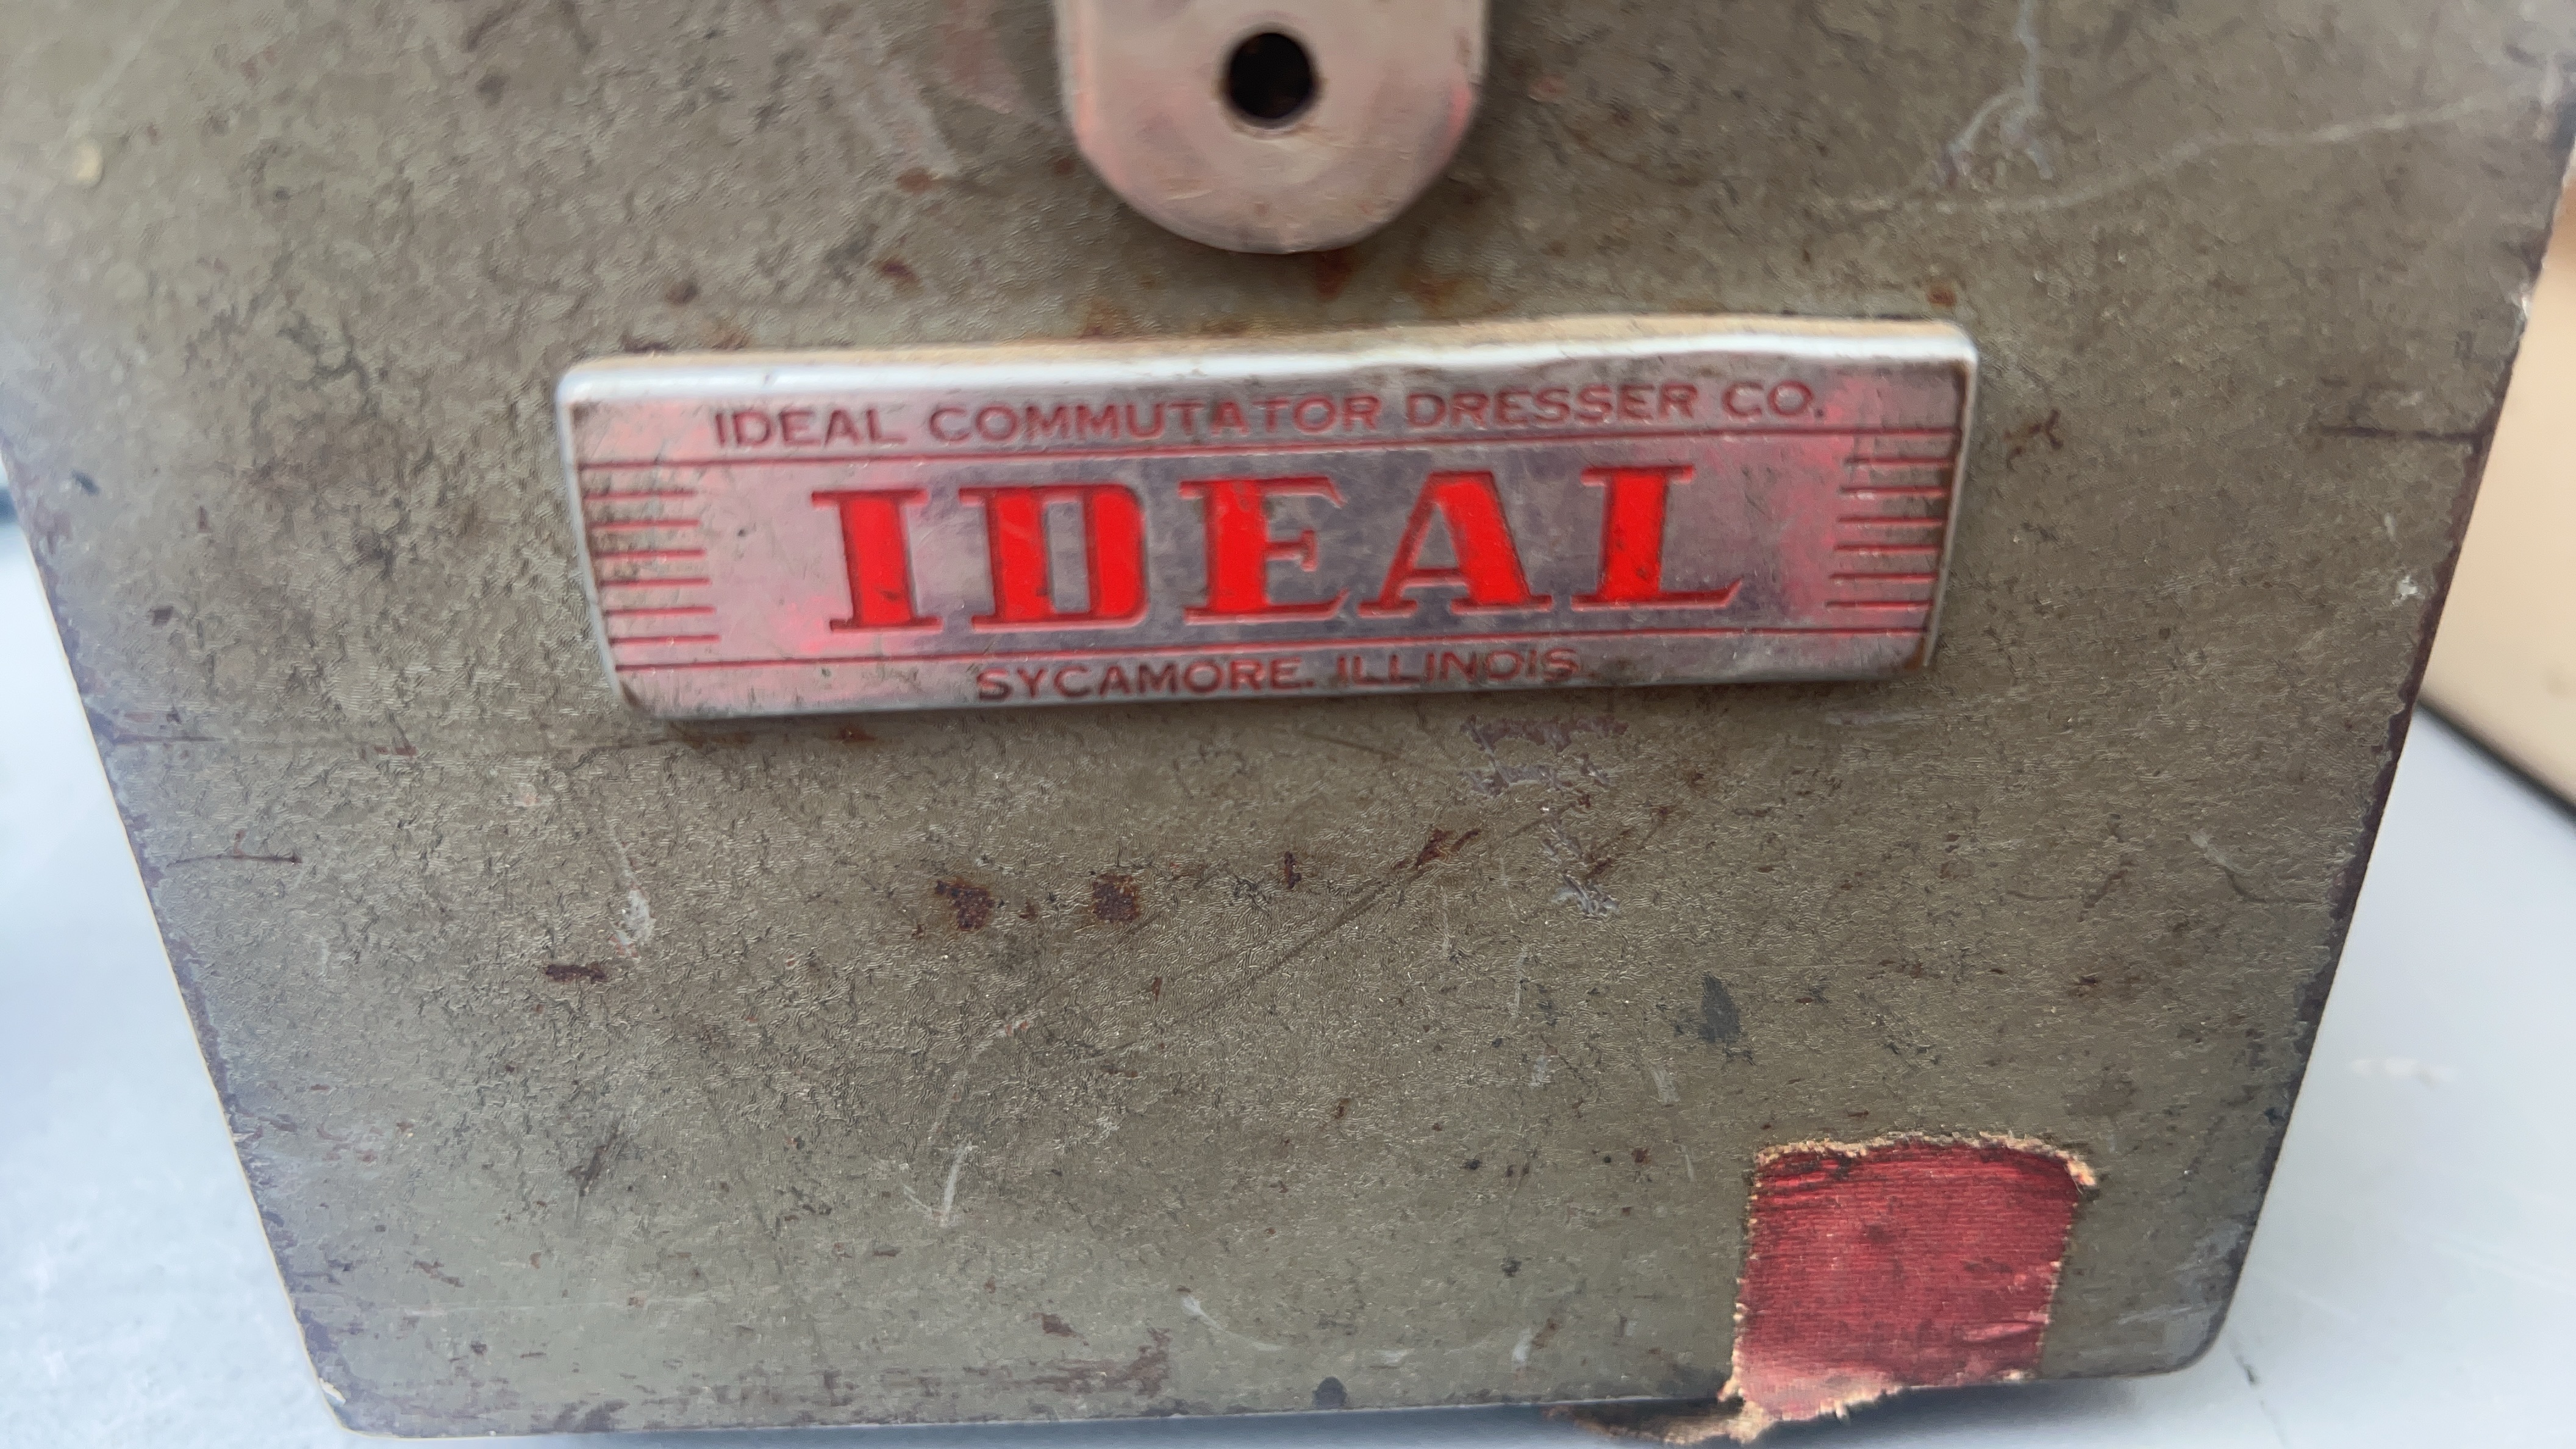 IDEAL COMMUTATOR DRESSER CO.
IDEAL
SYCAMORE. ILLINOIS.